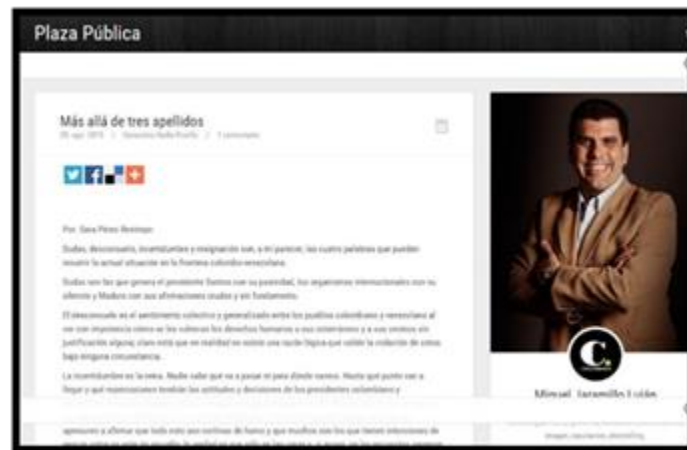 Plaza Pública
Más allá de tres apellidos
Por: Sara Pérez Restrepo
Dudas, desconsuelo, incertidumbre y resignación son, a mi parecer, las cuatro palabras que pueden
resumir la actual situación en la frontera colombo-venezolana.
Dudas son las que genera el presidente Santos con su pasividad, los organismos internacionales con su
silencio y Maduro con sus afirmaciones crudas y sin fundamento.
El desconsuelo es el sentimiento colectivo y generalizado entre los pueblos colombiano y venezolano al
ver con impotencia cómo se les vulneran los derechos humanos a sus coterráneos y a sus vecinos sin
justificación alguna; claro está que en realidad no existe una razón lógica que valide la violación de estos
bajo ninguna circunstancia.
La incertidumbre es la reina. Nadie sabe qué va a pasar ni para dónde vamos. Hasta qué punto van a
llegar y qué repercusiones tendrán las actitudes y decisiones de los presidentes colombiano y
C
Miguel Jaramillo Luján